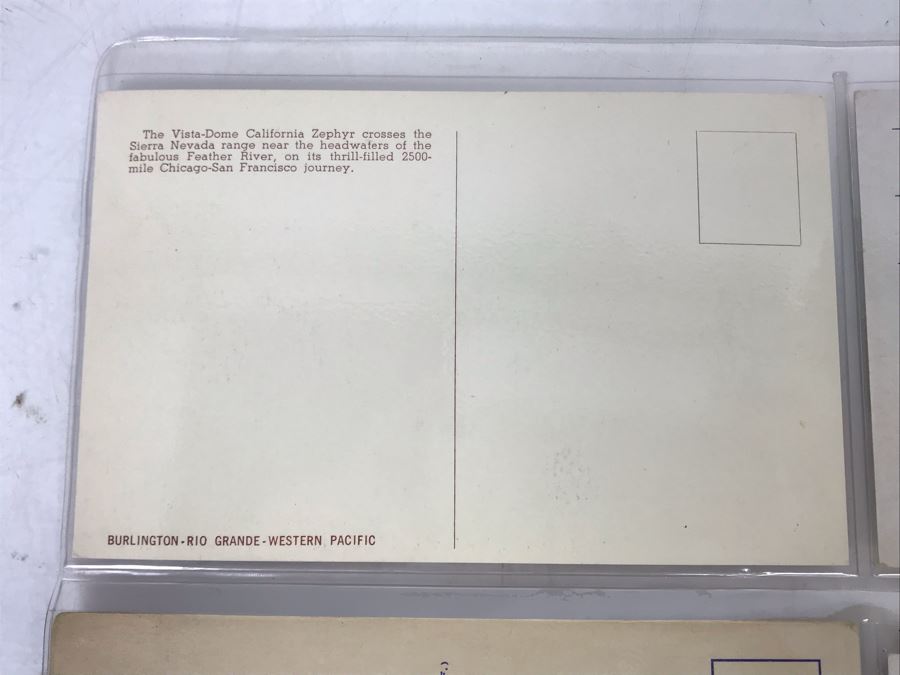 The Vista-Dome California Zephyr crosses the
Sierra Nevada range near the headwaters of the
fabulous Feather River, on its thrill-filled 2500-
mile Chicago-San Francisco journey.
BURLINGTON-RIO GRANDE-WESTERN PACIFIC